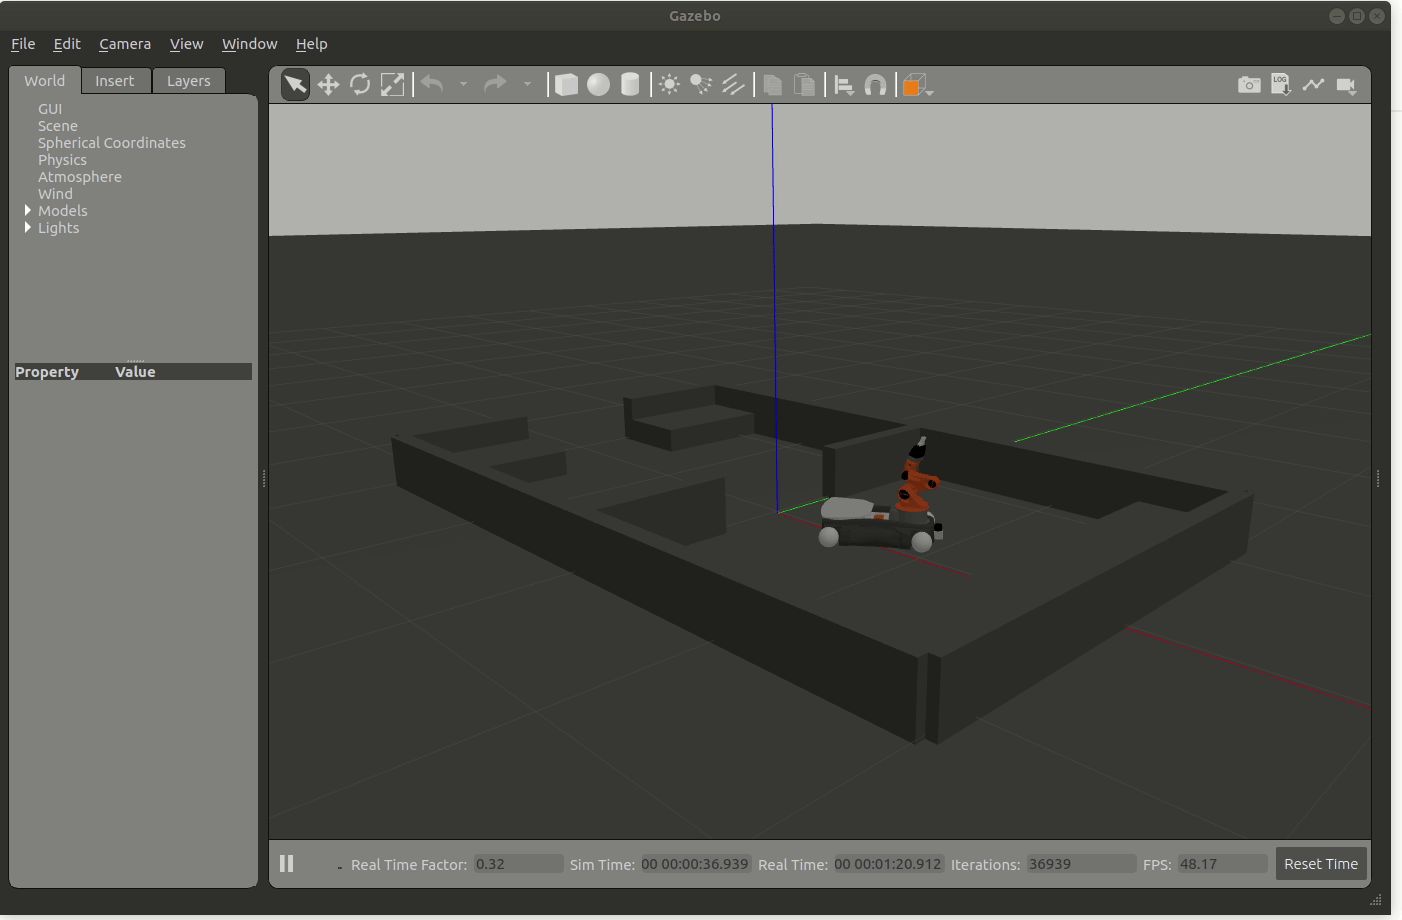 Gazebo
File Edit Camera View Window Help
World Insert Layers
GUI
Scene
Spherical Coordinates
Physics
Atmosphere
Wind
Models
Lights
Property Value
LOG
Real Time Factor: 0.32 Sim Time: 00 00:00:36.939 Real Time: 00 00:01:20.912 Iterations: 36939 FPS: 48.17 Reset Time